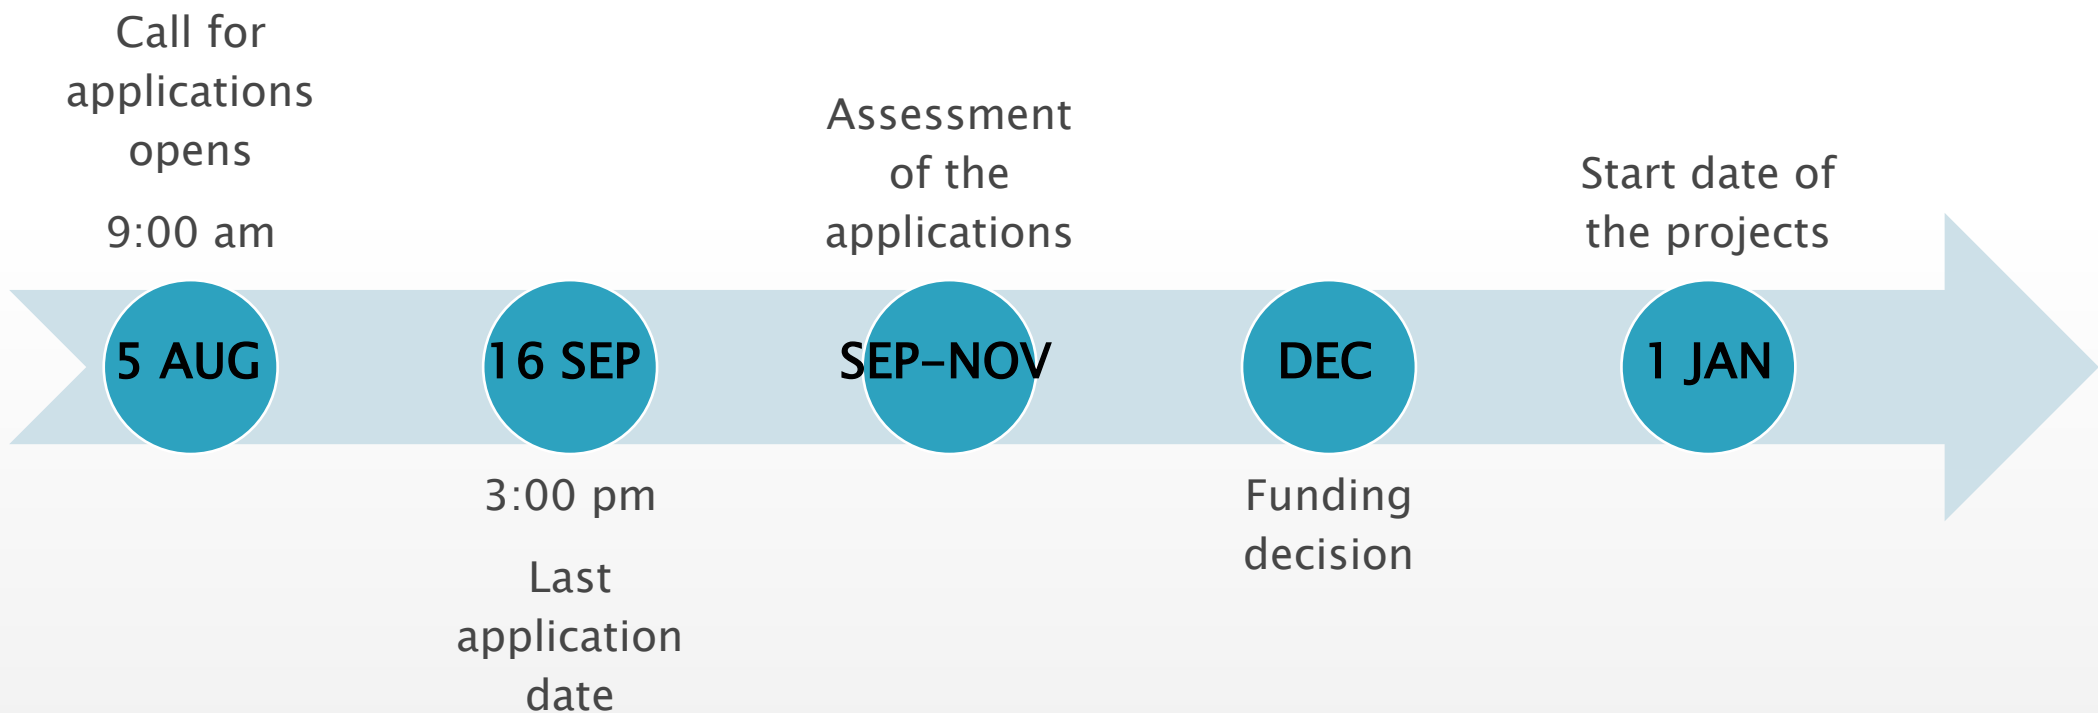 Call for
applications
opens
9:00 am
5 AUG
16 SEP
3:00 pm
Last
application
date
Assessment
of the
applications
SEP–NOV
DEC
Funding
decision
Start date of
the projects
1 JAN